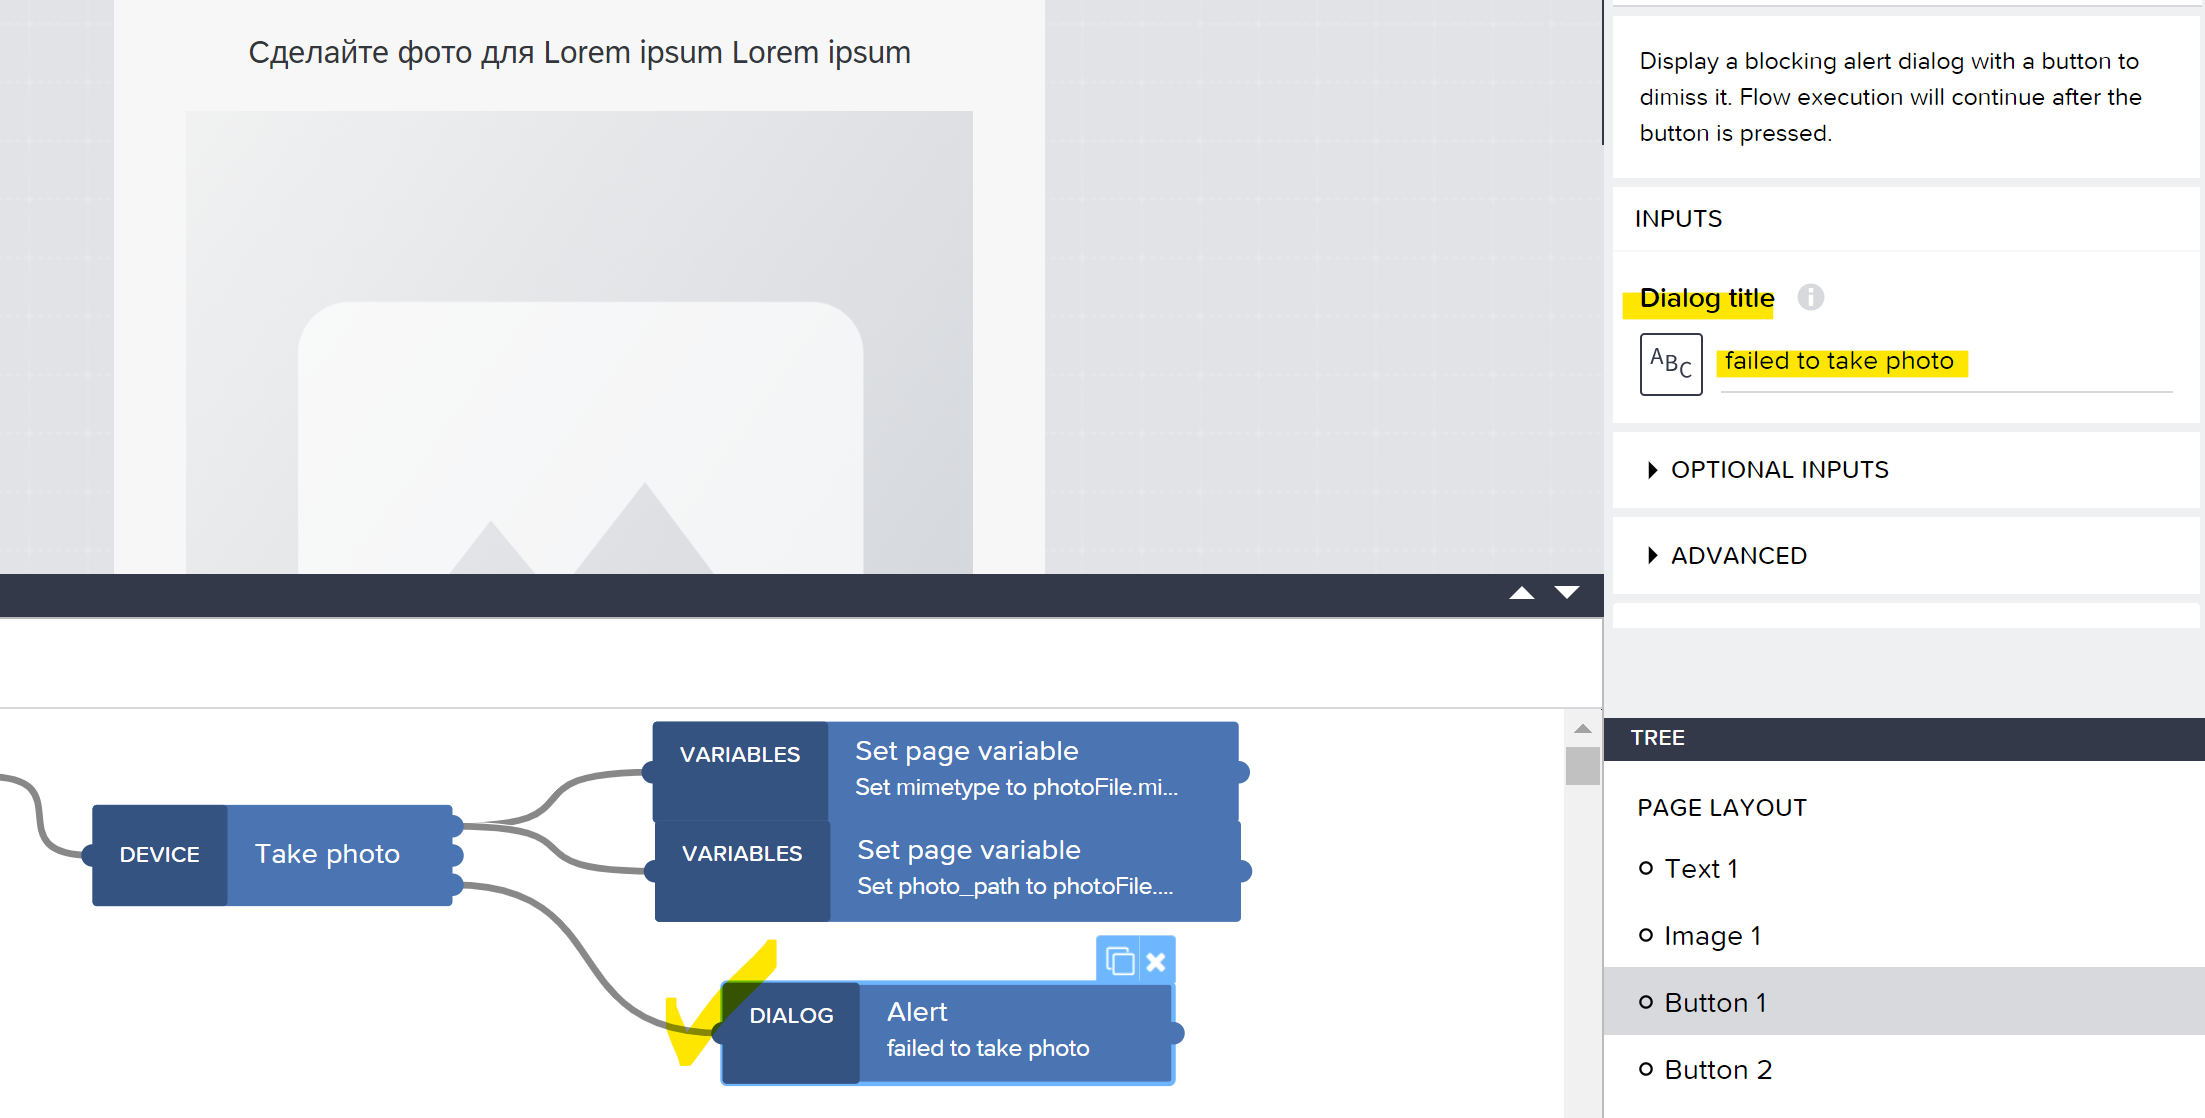 Сделайте фото для Lorem ipsum Lorem ipsum
Display a blocking alert dialog with a button to
dimiss it. Flow execution will continue after the
button is pressed.
INPUTS
Dialog title
i
ABC
failed to take photo
OPTIONAL INPUTS
ADVANCED
VARIABLES
Set page variable
Set mimetype to photoFile.mi...
DEVICE
Take photo
VARIABLES
Set page variable
Set photo_path to photoFile....
DIALOG
Alert
failed to take photo
TREE
PAGE LAYOUT
Text 1
Image 1
Button 1
Button 2